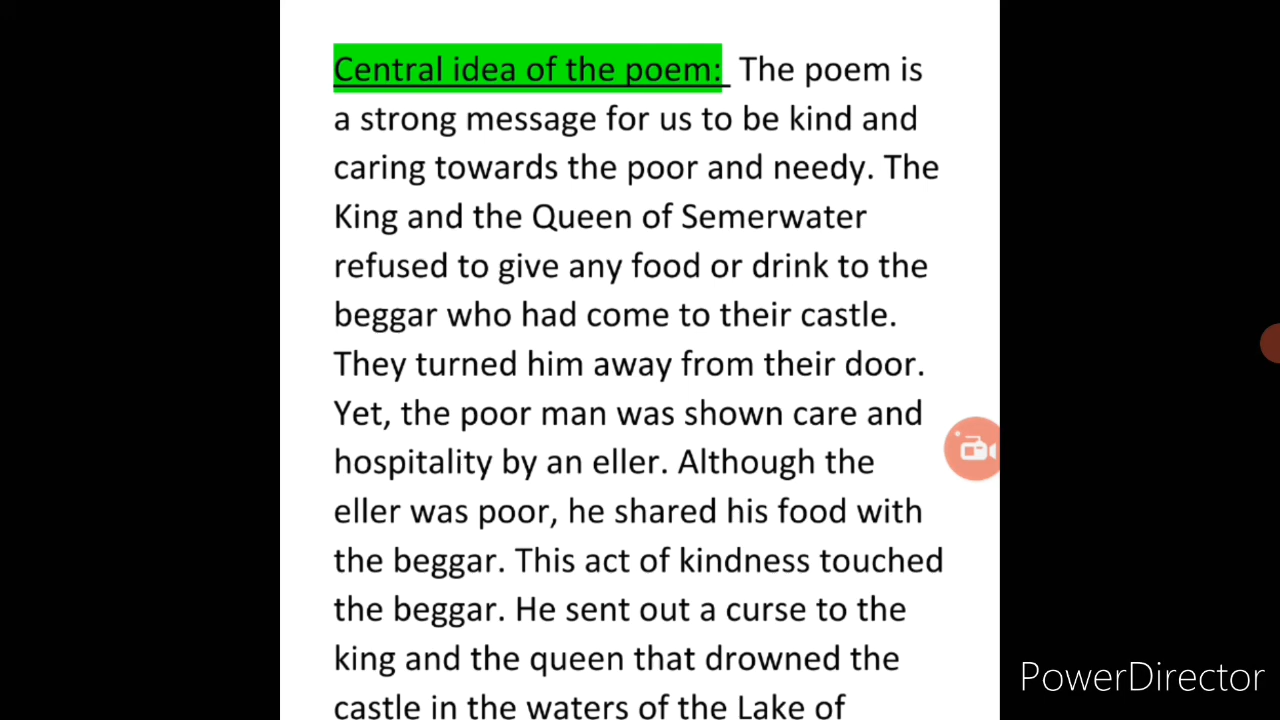 Central idea of the poem: The poem is
a strong message for us to be kind and
caring towards the poor and needy. The
King and the Queen of Semerwater
refused to give any food or drink to the
beggar who had come to their castle.
They turned him away from their door.
Yet, the poor man was shown care and
hospitality by an eller. Although the
eller was poor, he shared his food with
the beggar. This act of kindness touched
the beggar. He sent out a curse to the
king and the queen that drowned the
castle in the waters of the Lake of
PowerDirector